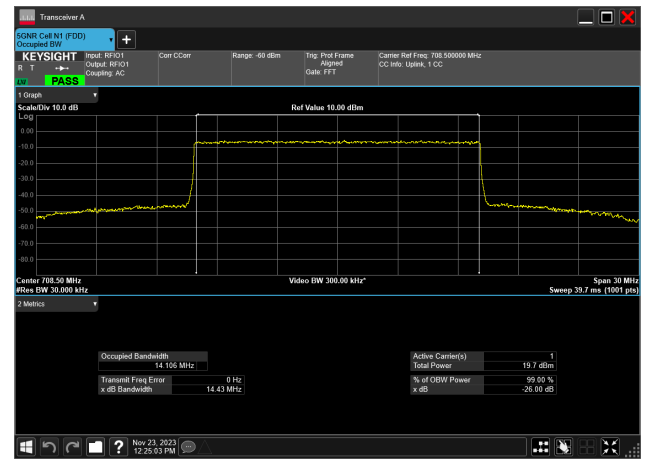 Transceiver A
5GNR Cell N1 (FDD)
Occupied BW
KEYSIGHT
R T
LM PASS
Input: RFIO1
Output: RFIO1
Coupling: AC
Corr CCorr
Range: -60 dBm
Trig: Prot Frame
Aligned
Gate: FFT
Carrier Ref Freq: 708.500000 MHz
CC Info: Uplink, 1 CC
1 Graph
Scale/Div 10.0 dB
Ref Value 10.00 dBm
Log
0.00
-10.0
-20.0
-30.0
-40.0
-50.0
-60.0
-70.0
-80.0
Center 708.50 MHz
Video BW 300.00 kHz*
Span 30 MHz
#Res BW 30.000 kHz
Sweep 39.7 ms (1001 pts)
2 Metrics
Occupied Bandwidth
14.106 MHz
Transmit Freq Error 0 Hz
x dB Bandwidth 14.43 MHz
Active Carrier(s) 1
Total Power 19.7 dBm
% of OBW Power 99.00 %
x dB -26.00 dB
Nov 23, 2023
12:25:03 PM